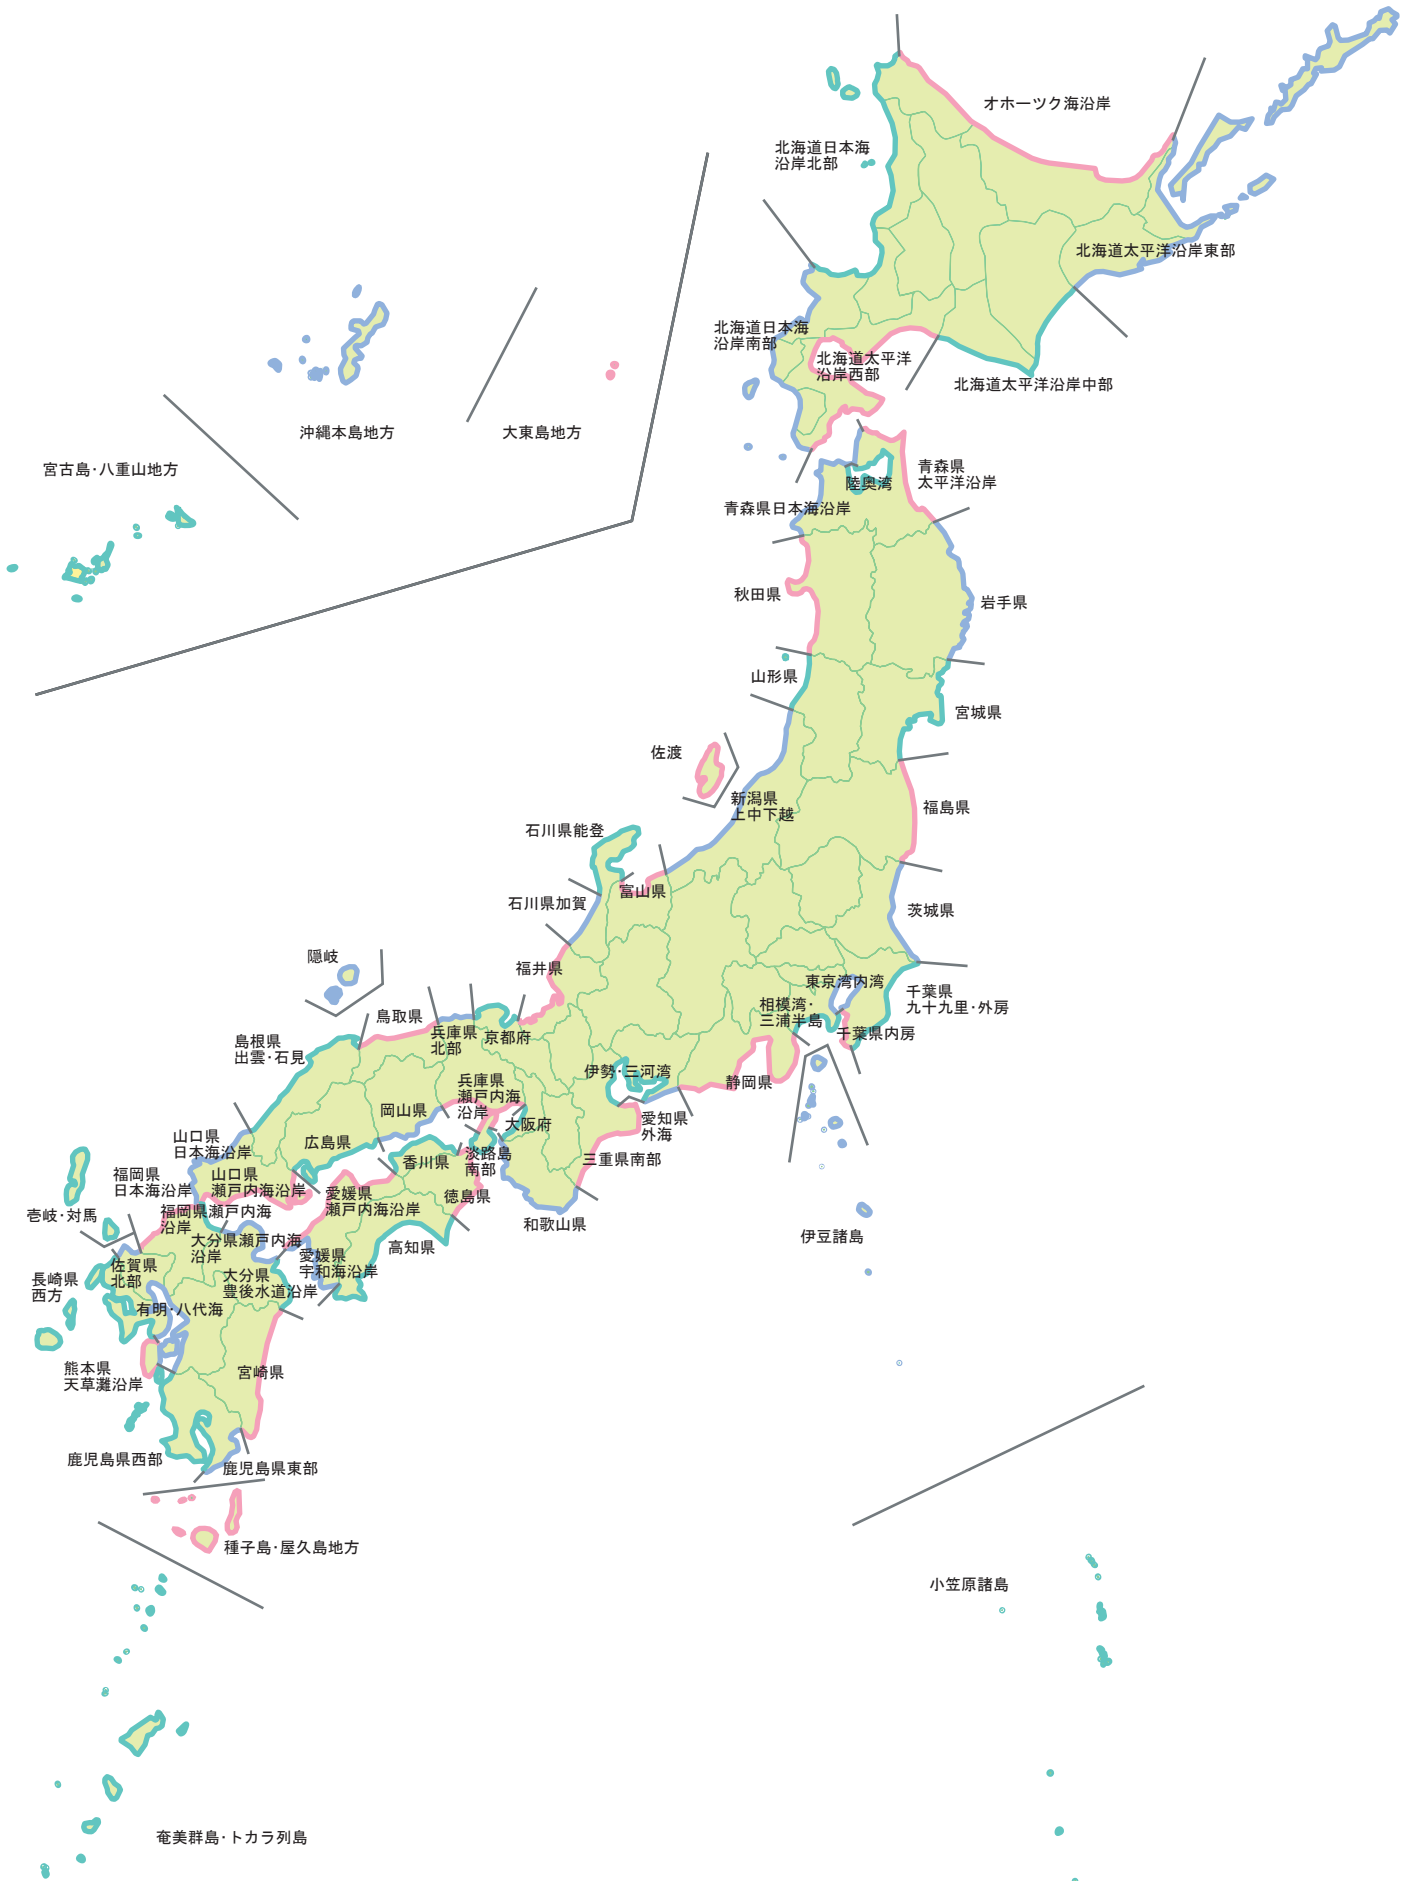 オホーツク海沿岸
北海道日本海
沿岸北部
北海道太平洋沿岸東部
北海道日本海
沿岸南部
北海道太平洋
沿岸西部
北海道太平洋沿岸中部
沖縄本島地方
大東島地方
宮古島・八重山地方
青森県
太平洋沿岸
陸奥湾
青森県日本海沿岸
秋田県
岩手県
山形県
宮城県
佐渡
新潟県
上中下越
福島県
石川県能登
富山県
石川県加賀
茨城県
隠岐
福井県
東京湾内湾
千葉県
九十九里・外房
相模湾・
三浦半島
千葉県内房
鳥取県
兵庫県
北部
京都府
島根県
出雲・石見
伊勢・三河湾
静岡県
兵庫県
瀬戸内海
沿岸
岡山県
大阪府
愛知県
外海
山口県
日本海沿岸
広島県
香川県
淡路島
南部
三重県南部
福岡県
日本海沿岸
山口県
瀬戸内海沿岸
愛媛県
瀬戸内海沿岸
徳島県
壱岐・対馬
福岡県瀬戸内海
沿岸
和歌山県
伊豆諸島
大分県瀬戸内海
沿岸
高知県
愛媛県
宇和海沿岸
佐賀県
北部
長崎県
西方
大分県
豊後水道沿岸
有明・八代海
熊本県
天草灘沿岸
宮崎県
鹿児島県西部
鹿児島県東部
種子島・屋久島地方
小笠原諸島
奄美群島・トカラ列島